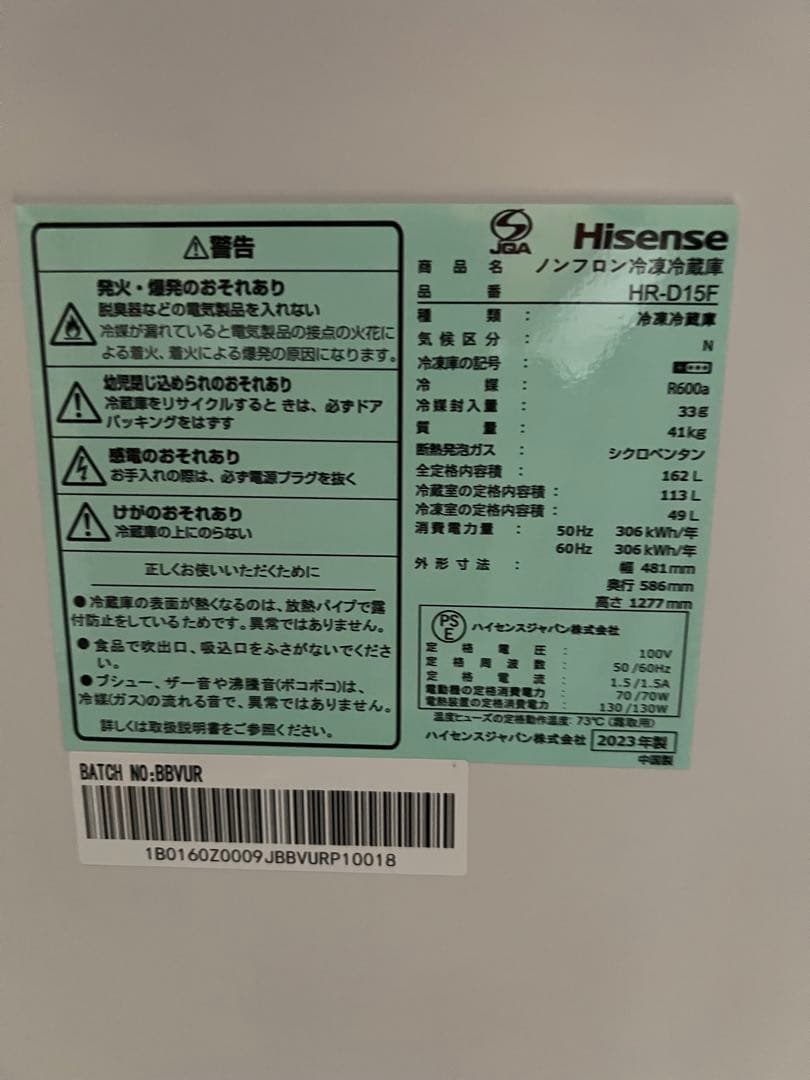 ⚠警告
発火・爆発のおそれあり
脱臭器などの電気製品を入れない
冷媒が漏れていると電気製品の接点の火花に
よる着火、着火による爆発の原因になります。
幼児閉じ込められのおそれあり
冷蔵庫をリサイクルすると きは、必ずドア
パッキングをはずす
感電のおそれあり
お手入れの際は、必ず電源プラグを抜く
けがのおそれあり
冷蔵庫の上にのらない
正しくお使いいただくために
●冷蔵庫の表面が熱くなるのは、放熱パイプで露
付防止をしているためです。異常ではありません。
●食品で吹出口、吸込口をふさがないでくださ
い。
●プシュー、ザー音や沸騰音(ボコボコ)は、
冷媒(ガス)の流れる音で、異常ではありません。
詳しくは取扱説明書をご参照ください。
JQA Hisense
商品名 ノンフロン冷凍冷蔵庫
品番 HR-D15F
種類 : 冷凍冷蔵庫
気候区分 : N
冷凍庫の記号 :
冷媒 : R600a
冷媒封入量 : 33g
質量 : 41kg
断熱発泡ガス : シクロペンタン
全定格内容積 : 162 L
冷蔵室の定格内容積 : 113 L
冷凍室の定格内容積 : 49 L
消費電力量 : 50Hz 306 kWh/年
60Hz 306 kWh/年
外形寸法 : 幅 481mm
奥行 586mm
高さ 1277mm
PSE ハイセンスジャパン株式会社
定格電圧 : 100V
定格周波数 : 50/60Hz
定格電流 : 1.5/1.5A
電動機の定格消費電力 : 70/70W
電熱装置の定格消費電力 : 130/130W
温度ヒューズの定格動作温度: 73℃(霜取用)
ハイセンスジャパン株式会社 2023年製
中国製
BATCH NO:BBVUR
1B0160Z0009JBBVURP10018